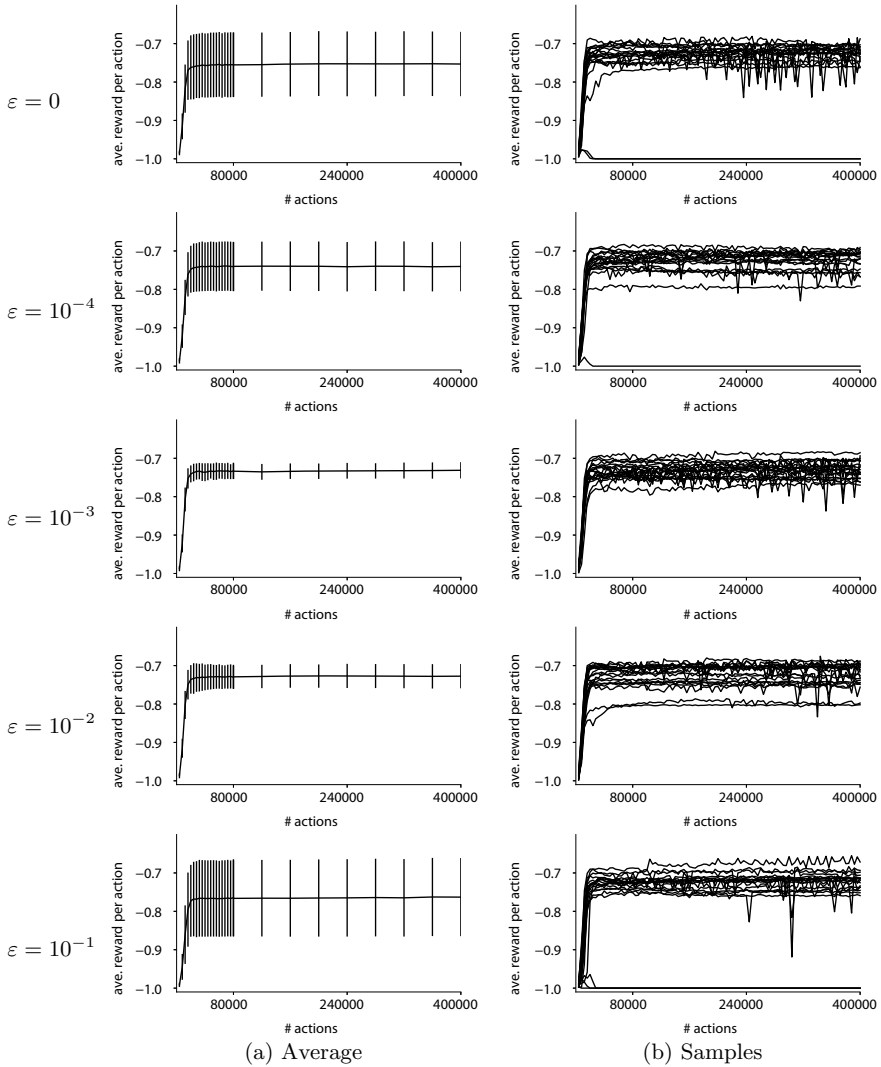 ε = 0
ave. reward per action
−0.7
−0.8
−0.9
−1.0
80000 240000 400000
# actions
ave. reward per action
−0.7
−0.8
−0.9
−1.0
80000 240000 400000
# actions
ε = 10⁻⁴
ave. reward per action
−0.7
−0.8
−0.9
−1.0
80000 240000 400000
# actions
ave. reward per action
−0.7
−0.8
−0.9
−1.0
80000 240000 400000
# actions
ε = 10⁻³
ave. reward per action
−0.7
−0.8
−0.9
−1.0
80000 240000 400000
# actions
ave. reward per action
−0.7
−0.8
−0.9
−1.0
80000 240000 400000
# actions
ε = 10⁻²
ave. reward per action
−0.7
−0.8
−0.9
−1.0
80000 240000 400000
# actions
ave. reward per action
−0.7
−0.8
−0.9
−1.0
80000 240000 400000
# actions
ε = 10⁻¹
ave. reward per action
−0.7
−0.8
−0.9
−1.0
80000 240000 400000
# actions
ave. reward per action
−0.7
−0.8
−0.9
−1.0
80000 240000 400000
# actions
(a) Average
(b) Samples